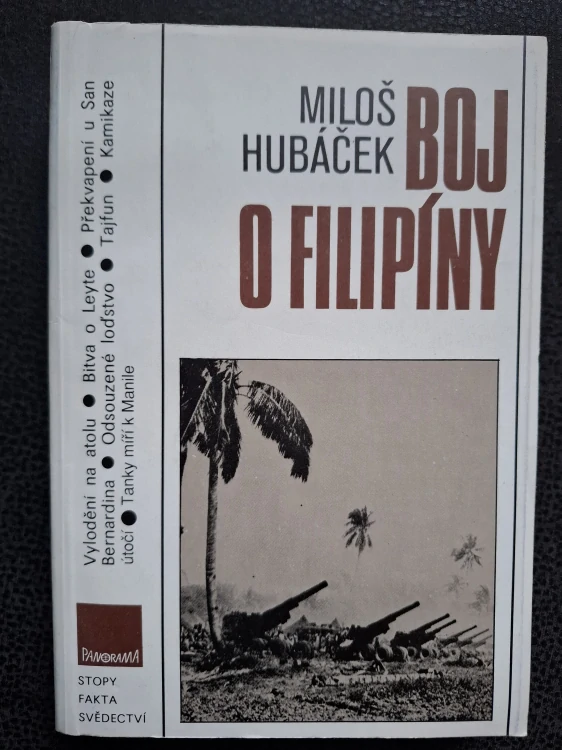 MILOŠ
HUBÁČEK
BOJ
O FILIPÍNY
Vylodění na atolu ● Bitva o Leyte ● Překvapení u San
Bernardina ● Odsouzené loďstvo ● Tajfun ● Kamikaze
útočí ● Tanky míří k Manile
PANORAMA
STOPY
FAKTA
SVĚDECTVÍ